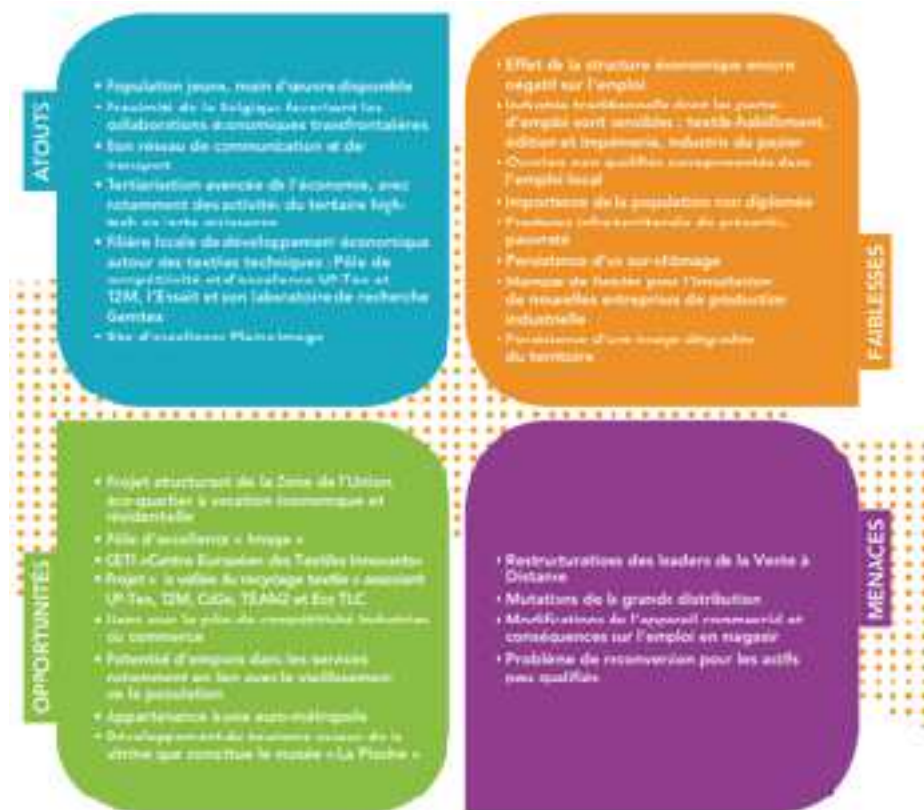 ATOUTS
• Population jeune, main d'œuvre disponible
• Proximité de la Belgique favorisant les
collaborations économiques transfrontalières
• Bon réseau de communication et de
transport
• Tertiarisation avancée de l'économie, avec
notamment des activités du tertiaire high-
tech en forte croissance
• Filière locale de développement économique
autour des textiles techniques : Pôle de
compétitivité et d'excellence UP-Tex et
12M, l'Ensait et son laboratoire de recherche
Gemtex
• Site d'excellence Plaine Image
FAIBLESSES
• Effet de la structure économique encore
négatif sur l'emploi
• Industrie traditionnelle dont les pertes
d'emploi sont sensibles : textile-habillement,
édition et imprimerie, industrie du papier
• Ouvriers non qualifiés surreprésentés dans
l'emploi local
• Importance de la population non diplômée
• infra-territoriale de précarité,
pauvreté
• Persistance d'un sur-chômage
• Manque de foncier pour l'installation
de nouvelles entreprises de production
industrielle
• Persistance d'une image dégradée
du territoire
OPPORTUNITÉS
• Projet structurant de la Zone de l'Union
éco-quartier à vocation économique et
résidentielle
• Pôle d'excellence « Image »
• CETI «Centre Européen des Textiles Innovants»
• Projet « la vallée du recyclage textile » associant
UP-Tex, 12M, CdGe, TEAM2 et Eco TLC
• Liens avec le pôle de compétitivité Industries
du commerce
• Potentiel d'emplois dans les services
notamment en lien avec le vieillissement
de la population
• Appartenance à une euro-métropole
• Développement du tourisme autour de la
vitrine que constitue le musée « La Piscine »
MENACES
• Restructurations des leaders de la Vente à
Distance
• Mutations de la grande distribution
• Modifications de l'appareil commercial et
conséquences sur l'emploi en magasin
• Problème de reconversion pour les actifs
peu qualifiés